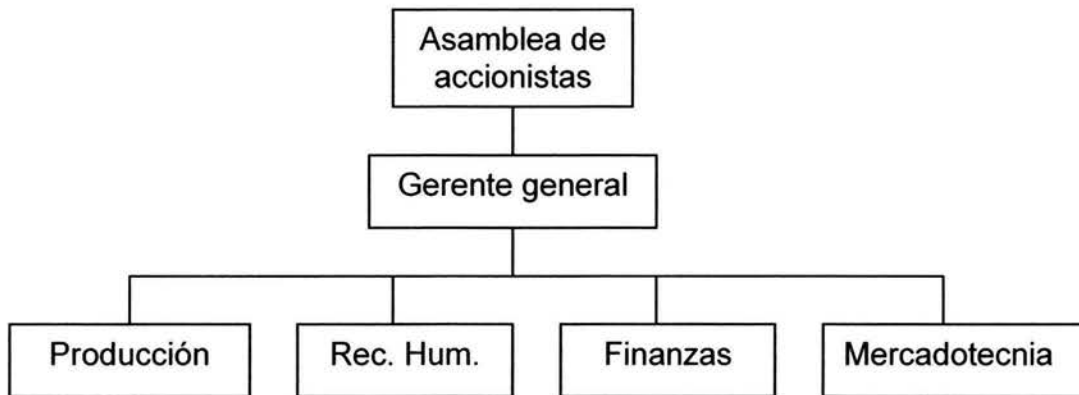 Asamblea de
accionistas
Gerente general
Producción
Rec. Hum.
Finanzas
Mercadotecnia